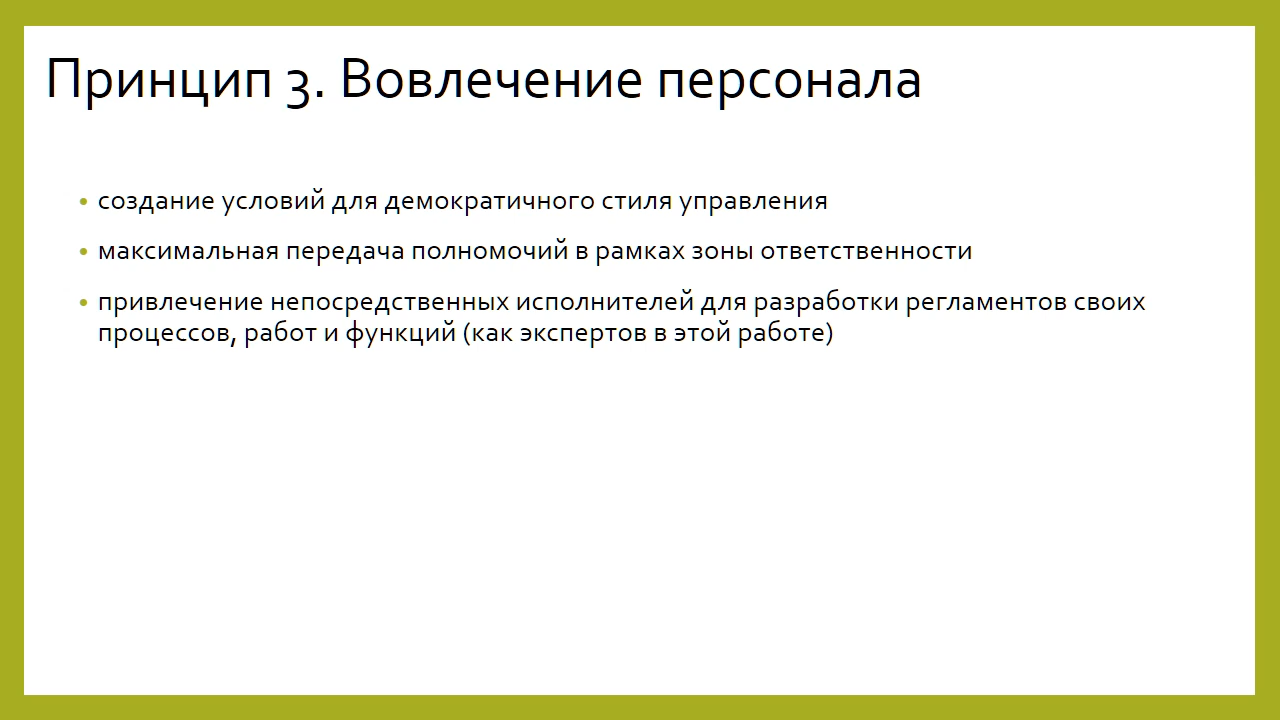 Принцип 3. Вовлечение персонала
• создание условий для демократичного стиля управления
• максимальная передача полномочий в рамках зоны ответственности
• привлечение непосредственных исполнителей для разработки регламентов своих
процессов, работ и функций (как экспертов в этой работе)